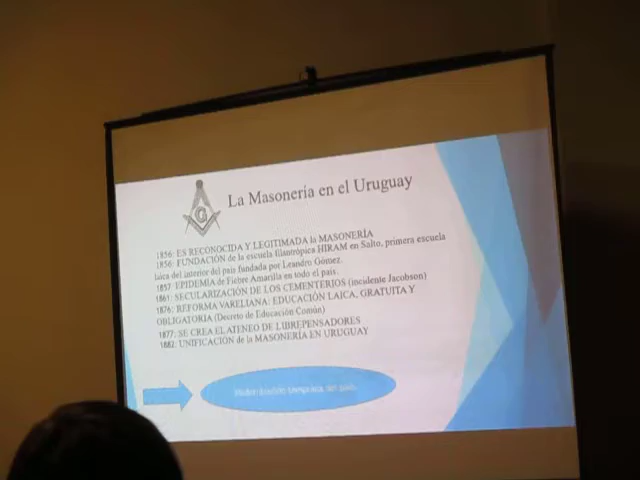 G
La Masonería en el Uruguay
1856: ES RECONOCIDA Y LEGITIMADA la MASONERÍA
1856: FUNDACIÓN de la escuela filantrópica HIRAM en Salto, primera escuela
laica del interior del país fundada por Leandro Gómez.
1857: EPIDEMIA de Fiebre Amarilla en todo el país.
1861: SECULARIZACIÓN DE LOS CEMENTERIOS (incidente Jacobson)
1876: REFORMA VARELIANA: EDUCACIÓN LAICA, GRATUITA Y
OBLIGATORIA (Decreto de Educación Común)
1877: SE CREA EL ATENEO DE LIBREPENSADORES
1882: UNIFICACIÓN de la MASONERÍA EN URUGUAY
del país